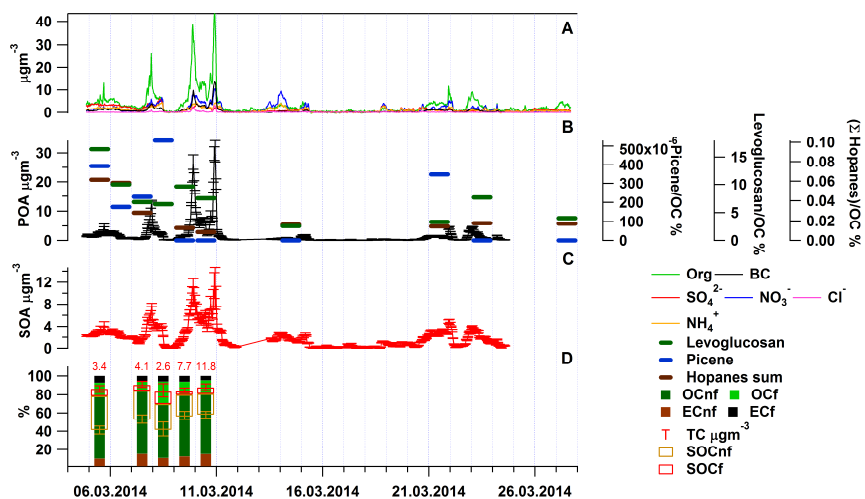 A
40
30
20
10
0
µgm⁻³
B
30
20
10
0
POA µgm⁻³
500x10⁻⁶
400
300
200
100
0
Picene/OC %
15
10
5
0
Levoglucosan/OC %
0.10
0.08
0.06
0.04
0.02
0.00
(Σ Hopanes)/OC %
C
12
8
4
0
SOA µgm⁻³
Org BC
SO₄²⁻ NO₃⁻ Cl⁻
NH₄⁺
Levoglucosan
Picene
Hopanes sum
OCnf OCf
ECnf ECf
TC µgm⁻³
SOCnf
SOCf
D
3.4 4.1 2.6 7.7 11.8
100
80
60
40
20
%
06.03.2014 11.03.2014 16.03.2014 21.03.2014 26.03.2014